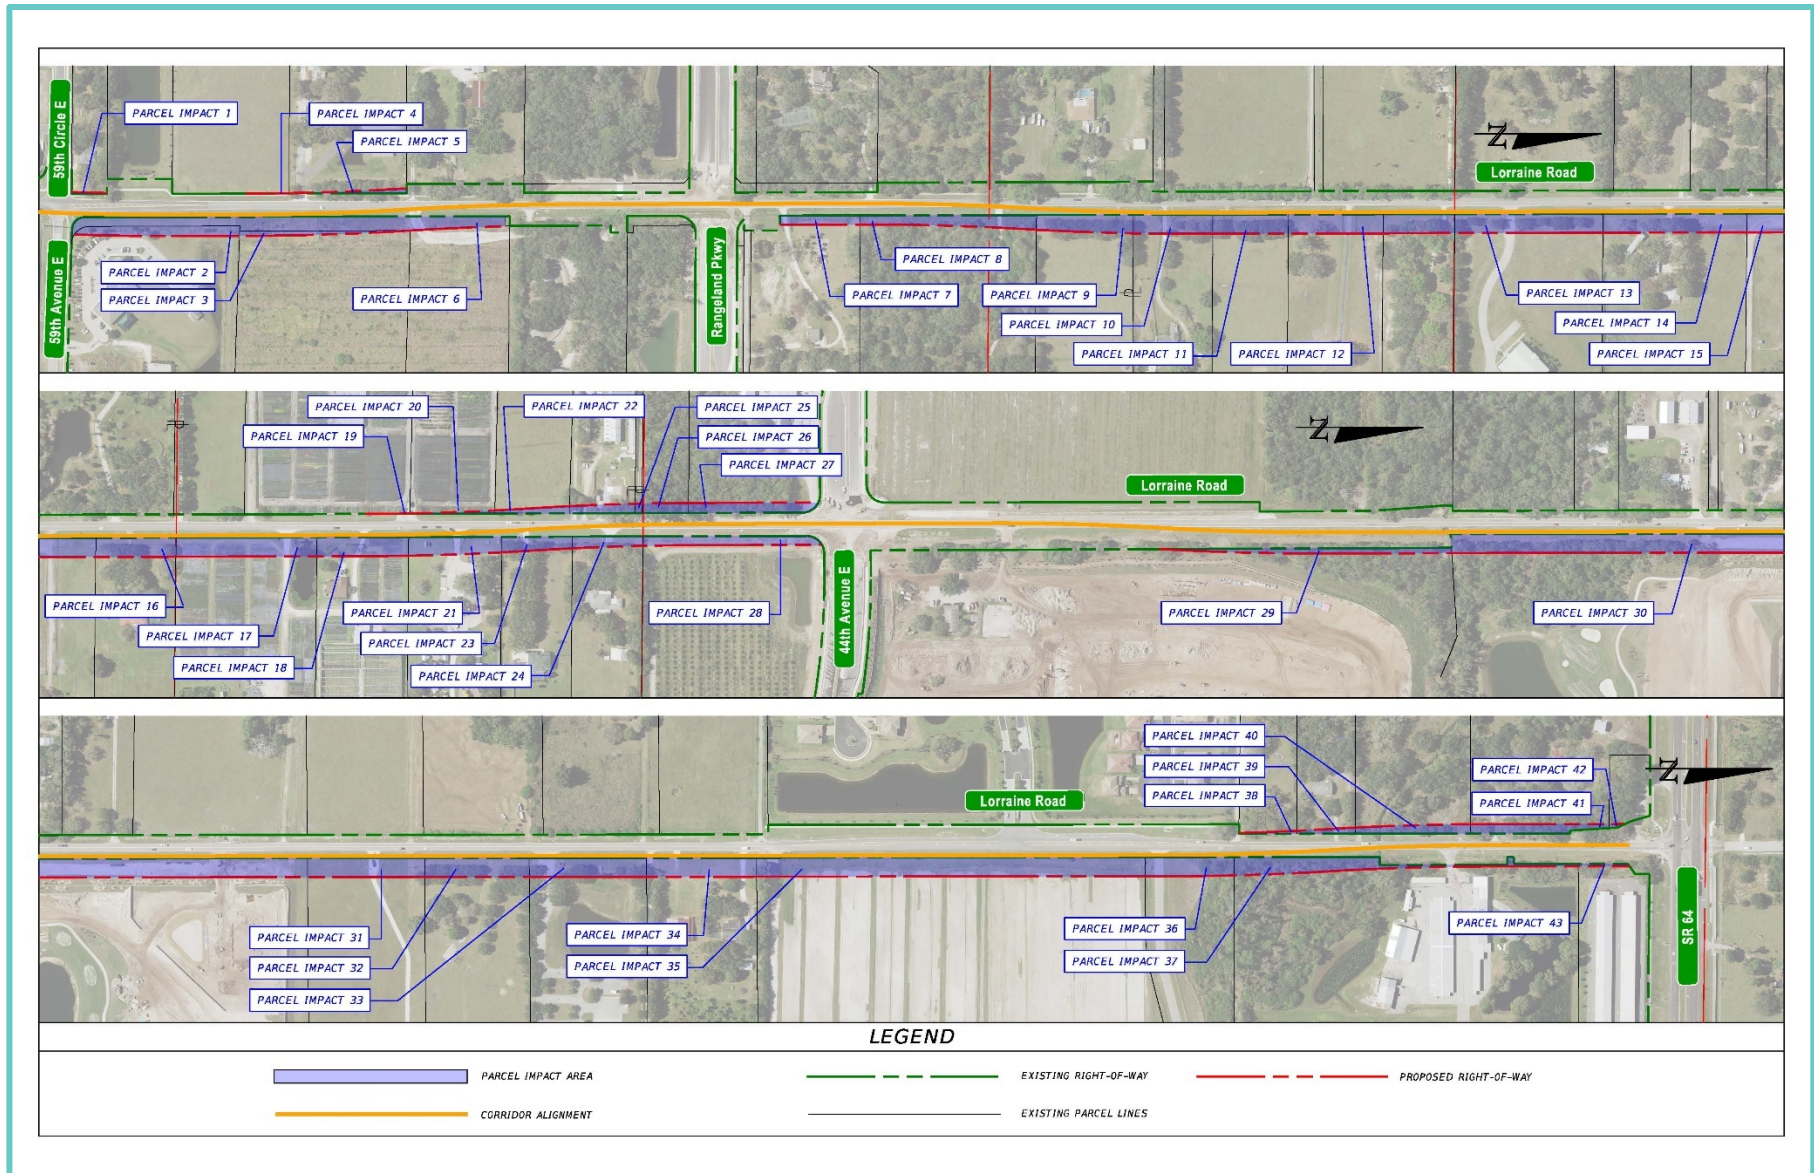 59th Circle E
PARCEL IMPACT 1
PARCEL IMPACT 4
PARCEL IMPACT 5
N
Lorraine Road
59th Avenue E
PARCEL IMPACT 2
PARCEL IMPACT 3
PARCEL IMPACT 6
Rangeland Pkwy
PARCEL IMPACT 7
PARCEL IMPACT 8
PARCEL IMPACT 9
PARCEL IMPACT 10
PARCEL IMPACT 11
PARCEL IMPACT 12
PARCEL IMPACT 13
PARCEL IMPACT 14
PARCEL IMPACT 15
PARCEL IMPACT 20
PARCEL IMPACT 19
PARCEL IMPACT 22
PARCEL IMPACT 25
PARCEL IMPACT 26
PARCEL IMPACT 27
N
Lorraine Road
PARCEL IMPACT 16
PARCEL IMPACT 17
PARCEL IMPACT 18
PARCEL IMPACT 21
PARCEL IMPACT 23
PARCEL IMPACT 24
PARCEL IMPACT 28
44th Avenue E
PARCEL IMPACT 29
PARCEL IMPACT 30
Lorraine Road
PARCEL IMPACT 40
PARCEL IMPACT 39
PARCEL IMPACT 38
PARCEL IMPACT 42
PARCEL IMPACT 41
N
PARCEL IMPACT 31
PARCEL IMPACT 32
PARCEL IMPACT 33
PARCEL IMPACT 34
PARCEL IMPACT 35
PARCEL IMPACT 36
PARCEL IMPACT 37
PARCEL IMPACT 43
SR 64
LEGEND
PARCEL IMPACT AREA
EXISTING RIGHT-OF-WAY
PROPOSED RIGHT-OF-WAY
CORRIDOR ALIGNMENT
EXISTING PARCEL LINES